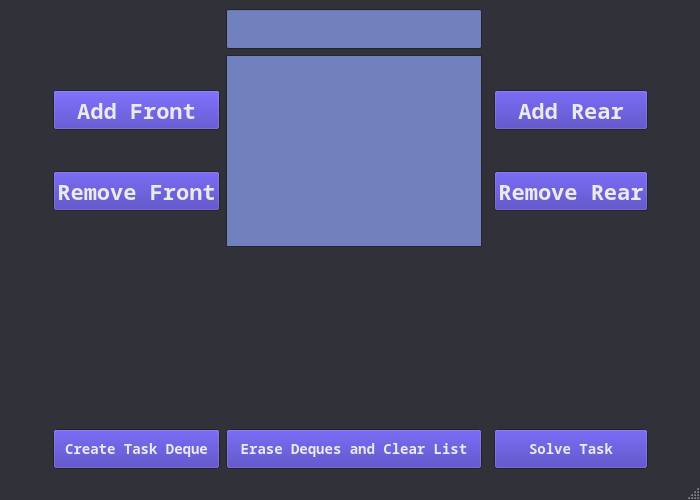 Add Front
Add Rear
Remove Front
Remove Rear
Create Task Deque
Erase Deques and Clear List
Solve Task